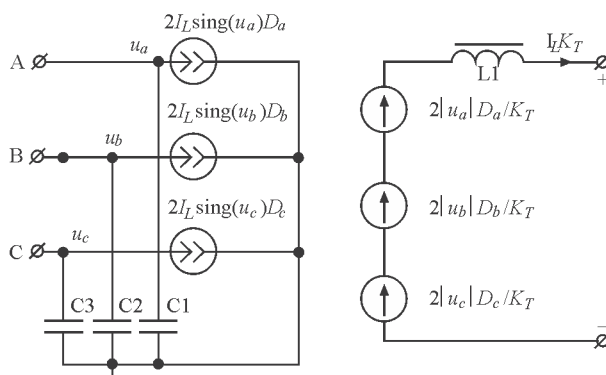 2I_L sing(u_a)D_a
A
u_a
2I_L sing(u_b)D_b
B
u_b
2I_L sing(u_c)D_c
C
u_c
C3
C2
C1
I_L K_T
L1
+
2|u_a|D_a/K_T
2|u_b|D_b/K_T
2|u_c|D_c/K_T
−